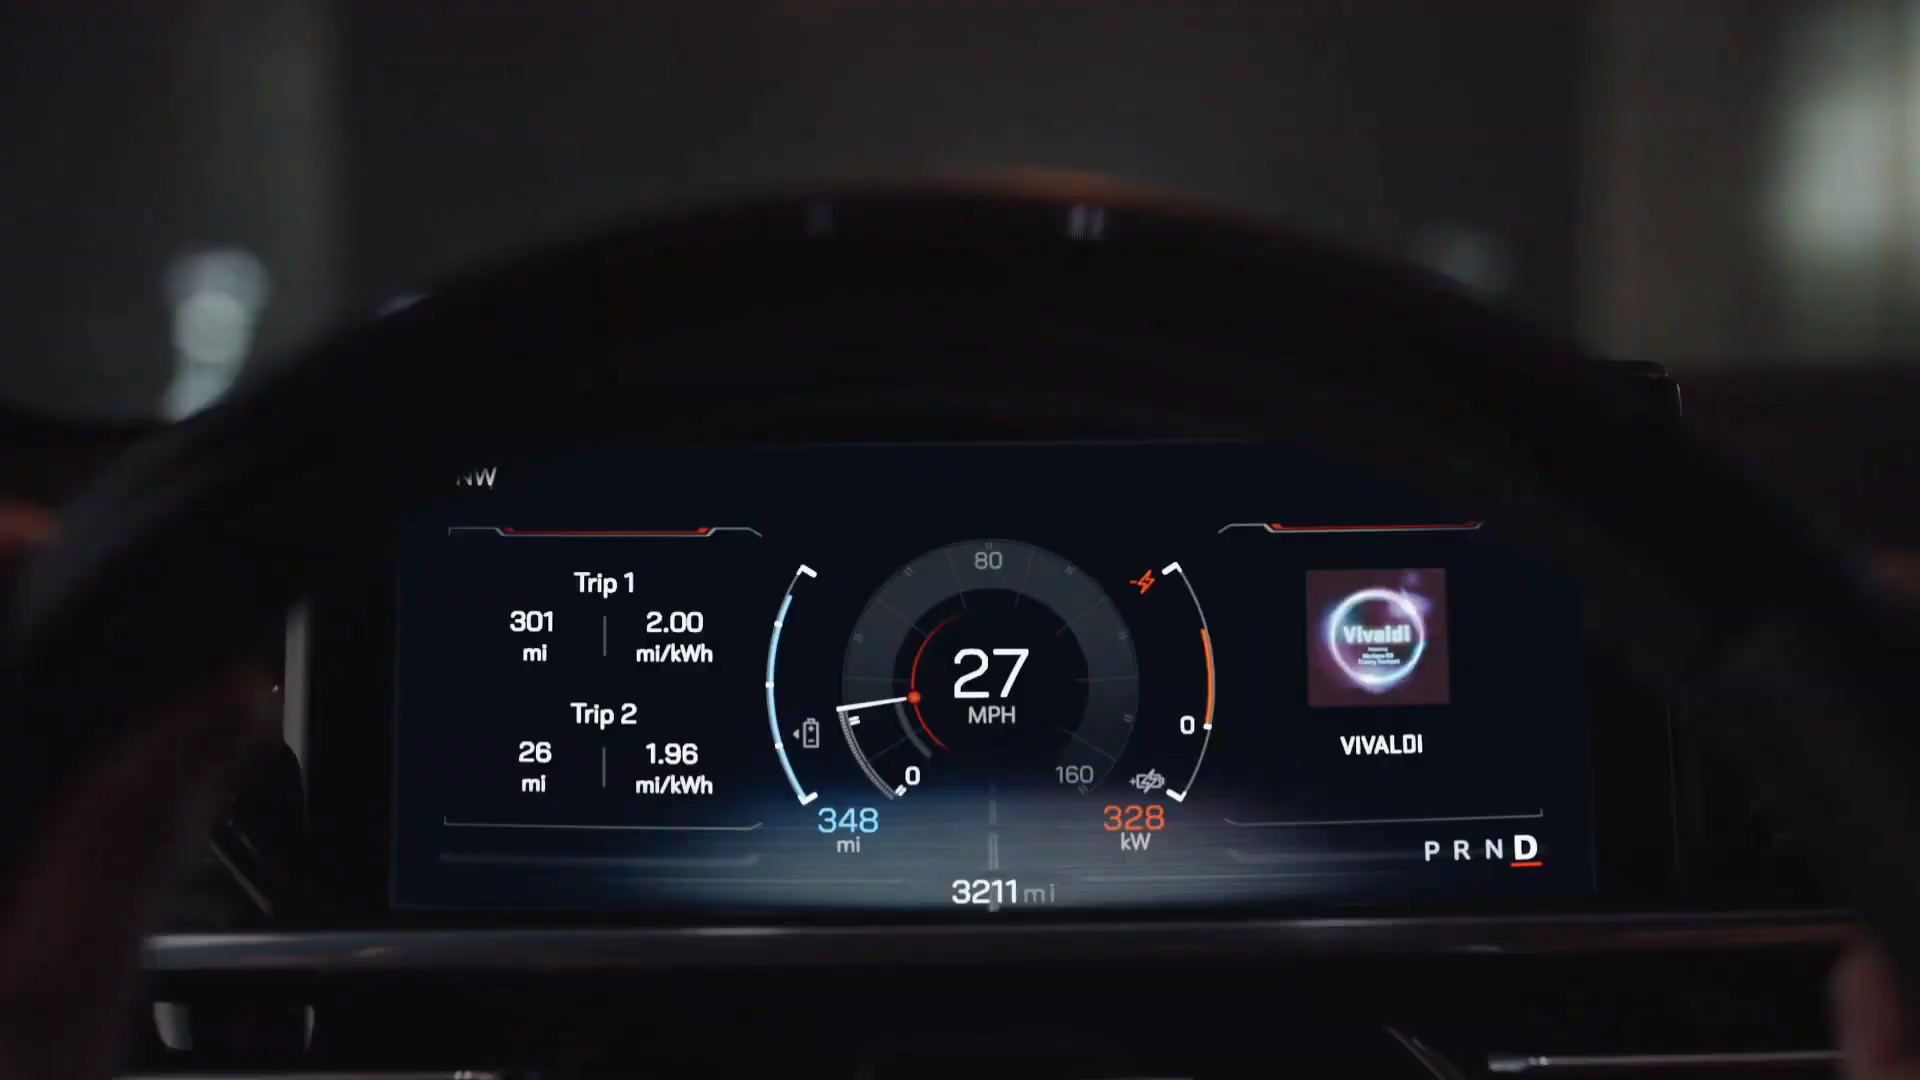 NW
Trip 1
301 2.00
mi mi/kWh
Trip 2
26 1.96
mi mi/kWh
80
27
MPH
0
160
348
mi
0
328
kW
3211 mi
Vivaldi
VIVALDI
P R N D